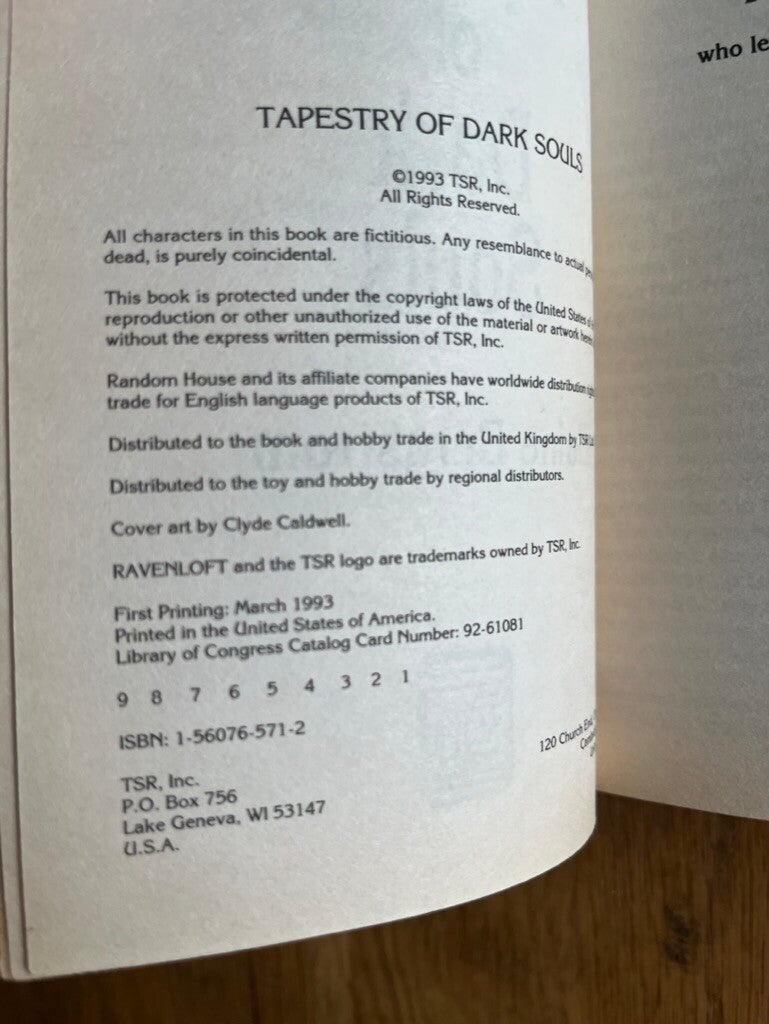 TAPESTRY OF DARK SOULS
©1993 TSR, Inc.
All Rights Reserved.
All characters in this book are fictitious. Any resemblance to actual
dead, is purely coincidental.
This book is protected under the copyright laws of the United States of
reproduction or other unauthorized use of the material or artwork
without the express written permission of TSR, Inc.
Random House and its affiliate companies have worldwide distribution
trade for English language products of TSR, Inc.
Distributed to the book and hobby trade in the United Kingdom by TSR
Distributed to the toy and hobby trade by regional distributors.
Cover art by Clyde Caldwell.
RAVENLOFT and the TSR logo are trademarks owned by TSR, Inc.
First Printing: March 1993
Printed in the United States of America.
Library of Congress Catalog Card Number: 92-61081
9 8 7 6 5 4 3 2 1
ISBN: 1-56076-571-2
TSR, Inc.
P.O. Box 756
Lake Geneva, WI 53147
U.S.A.
120 Church
who